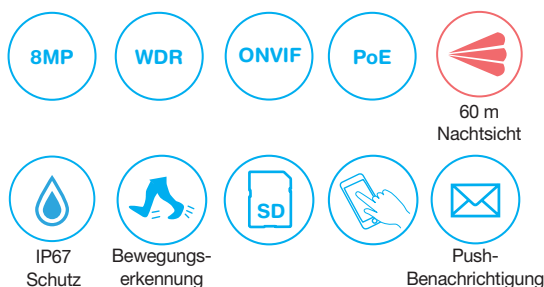 8MP
WDR
ONVIF
PoE
60 m
Nachtsicht
SD
IP67
Schutz
Bewegungs-
erkennung
Push-
Benachrichtigung